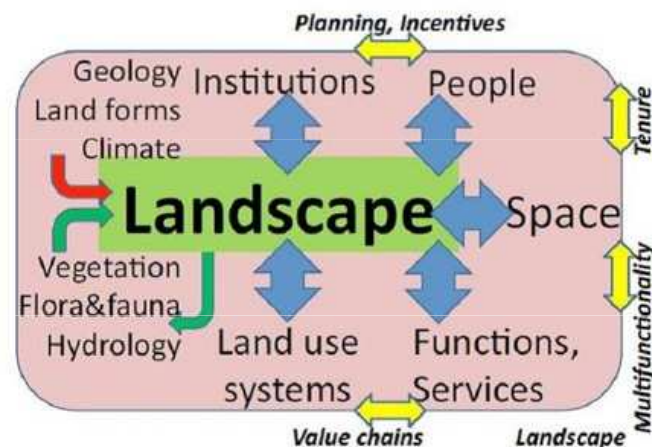 Planning, Incentives
Geology
Land forms
Climate
Institutions
People
Tenure
Landscape
Space
Vegetation
Flora&fauna
Hydrology
Land use
systems
Functions,
Services
Multifunctionality
Value chains
Landscape